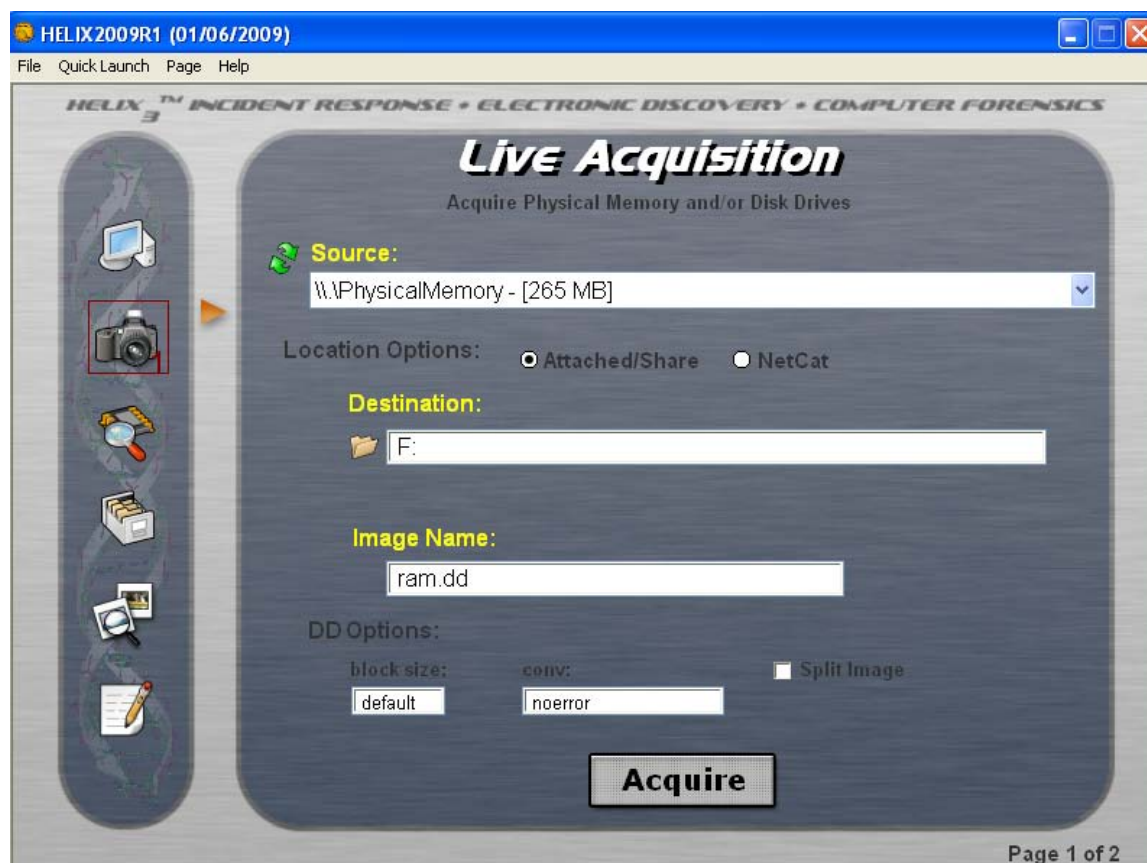 HELIX2009R1 (01/06/2009)
File Quick Launch Page Help
HELIX3™ INCIDENT RESPONSE • ELECTRONIC DISCOVERY • COMPUTER FORENSICS
Live Acquisition
Acquire Physical Memory and/or Disk Drives
Source:
\\.\PhysicalMemory - [265 MB]
Location Options: Attached/Share NetCat
Destination:
F:
Image Name:
ram.dd
DD Options:
block size: conv: Split Image
default noerror
Acquire
Page 1 of 2